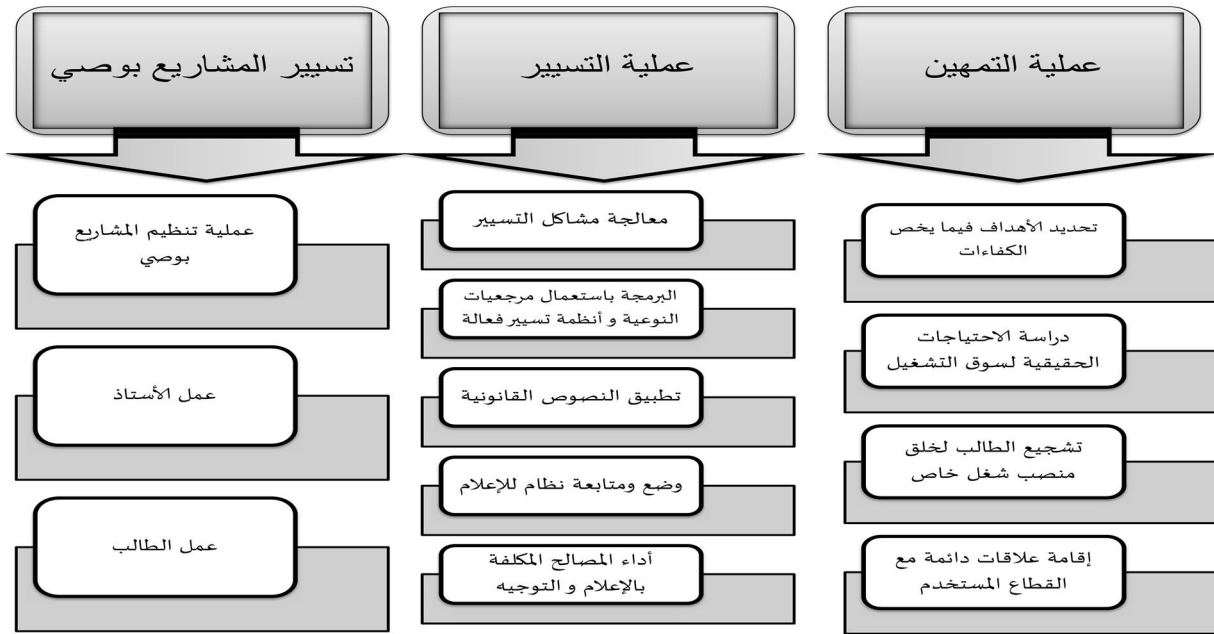 عملية التمهين
تحديد الأهداف فيما يخص
الكفاءات
دراسة الاحتياجات
الحقيقية لسوق التشغيل
تشجيع الطالب لخلق
منصب شغل خاص
إقامة علاقات دائمة مع
القطاع المستخدم
عملية التسيير
معالجة مشاكل التسيير
البرمجة باستعمال مرجعيات
النوعية و أنظمة تسيير فعالة
تطبيق النصوص القانونية
وضع ومتابعة نظام للإعلام
أداء المصالح المكلفة
بالإعلام و التوجيه
تسيير المشاريع بوصي
عملية تنظيم المشاريع
بوصي
عمل الأستاذ
عمل الطالب